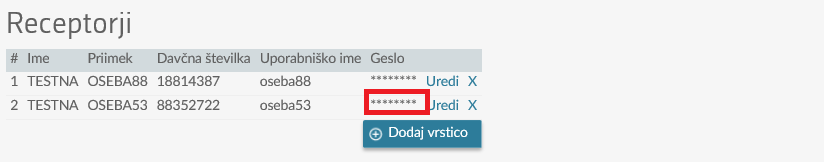 Receptorji
# Ime Priimek Davčna številka Uporabniško ime Geslo
1 TESTNA OSEBA88 18814387 oseba88 ******** Uredi X
2 TESTNA OSEBA53 88352722 oseba53 ******** Uredi X
Dodaj vrstico